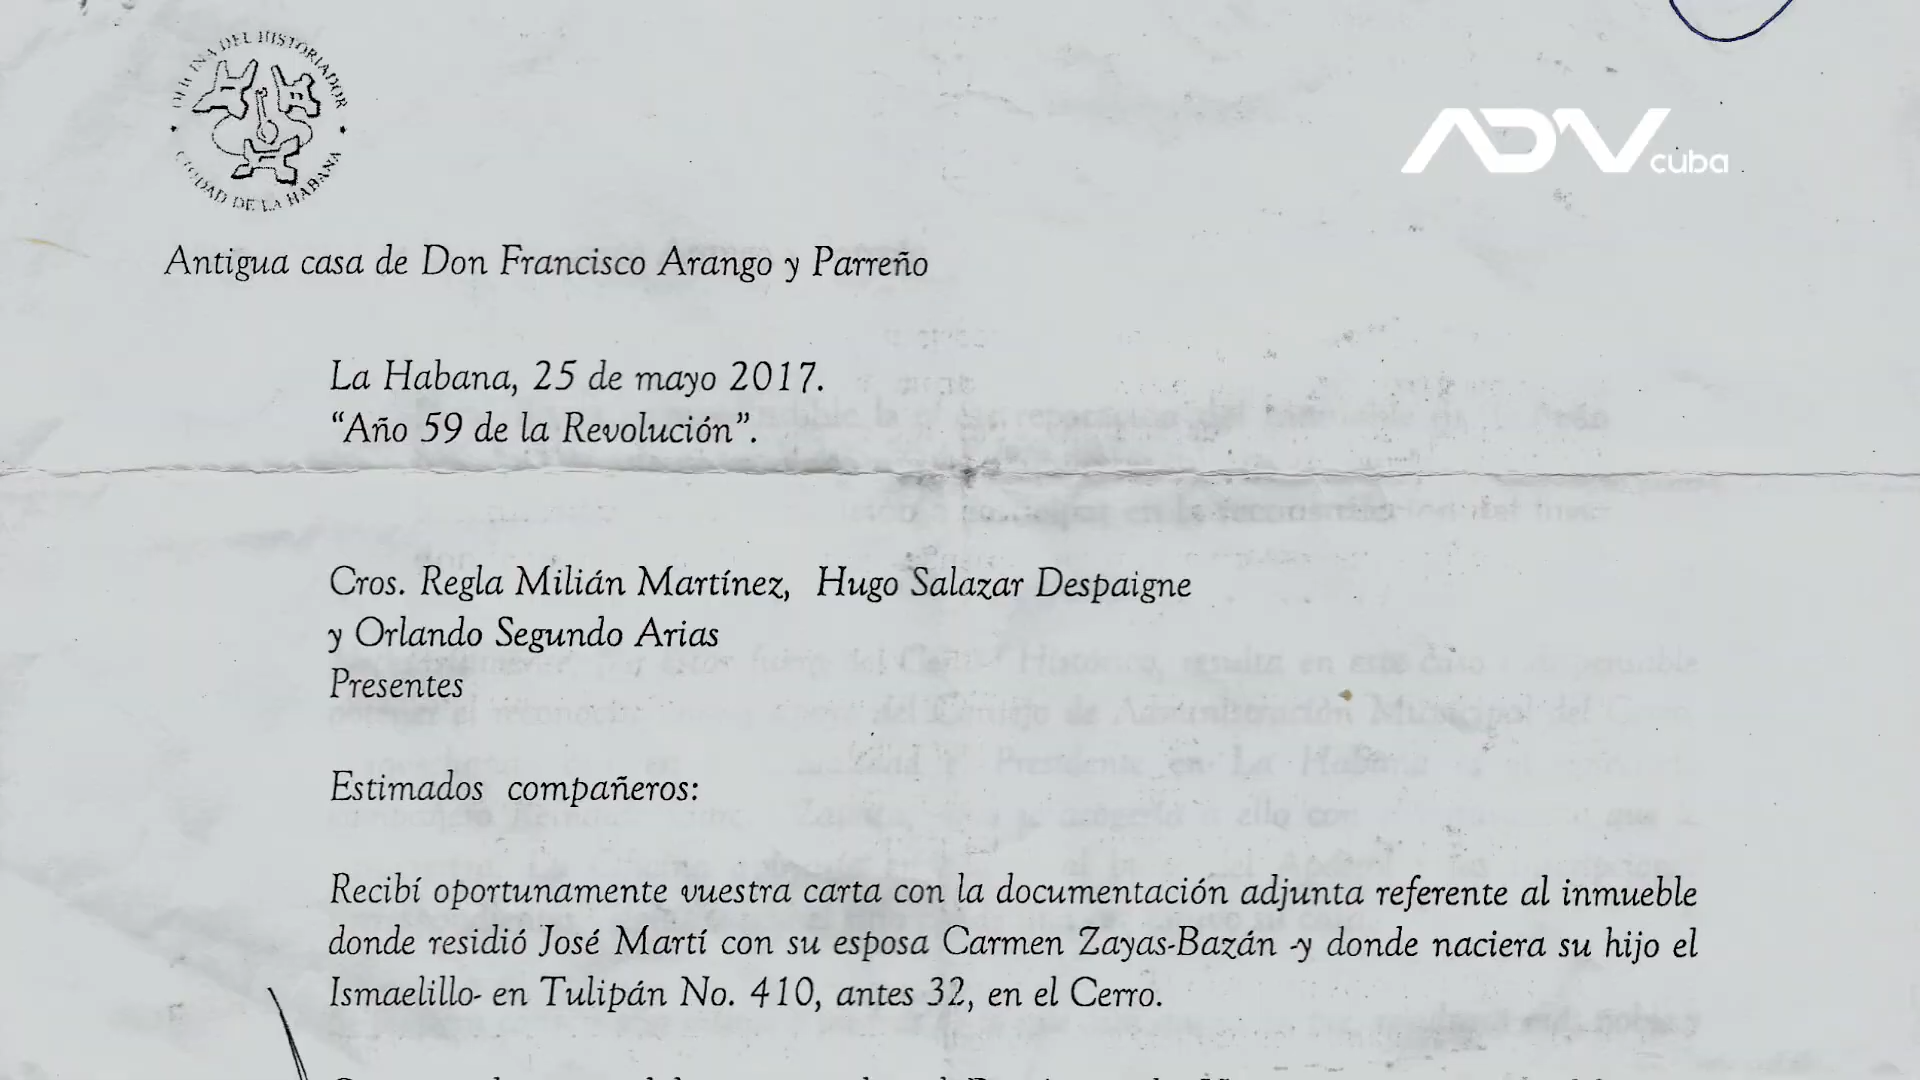 OFICINA DEL HISTORIADOR
CIUDAD DE LA HABANA
ADV cuba
Antigua casa de Don Francisco Arango y Parreño
La Habana, 25 de mayo 2017.
“Año 59 de la Revolución”.
Cros. Regla Milián Martínez, Hugo Salazar Despaigne
y Orlando Segundo Arias
Presentes
Estimados compañeros:
Recibí oportunamente vuestra carta con la documentación adjunta referente al inmueble
donde residió José Martí con su esposa Carmen Zayas-Bazán -y donde naciera su hijo el
Ismaelillo- en Tulipán No. 410, antes 32, en el Cerro.